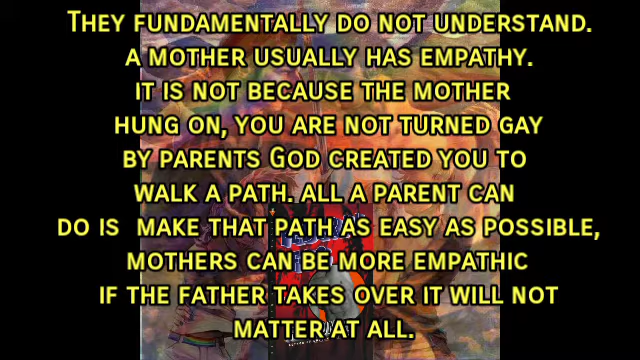 They fundamentally do not understand.
a mother usually has empathy.
it is not because the mother
hung on, you are not turned gay
by parents God created you to
walk a path. all a parent can
do is make that path as easy as possible,
mothers can be more empathic
if the father takes over it will not
matter at all.